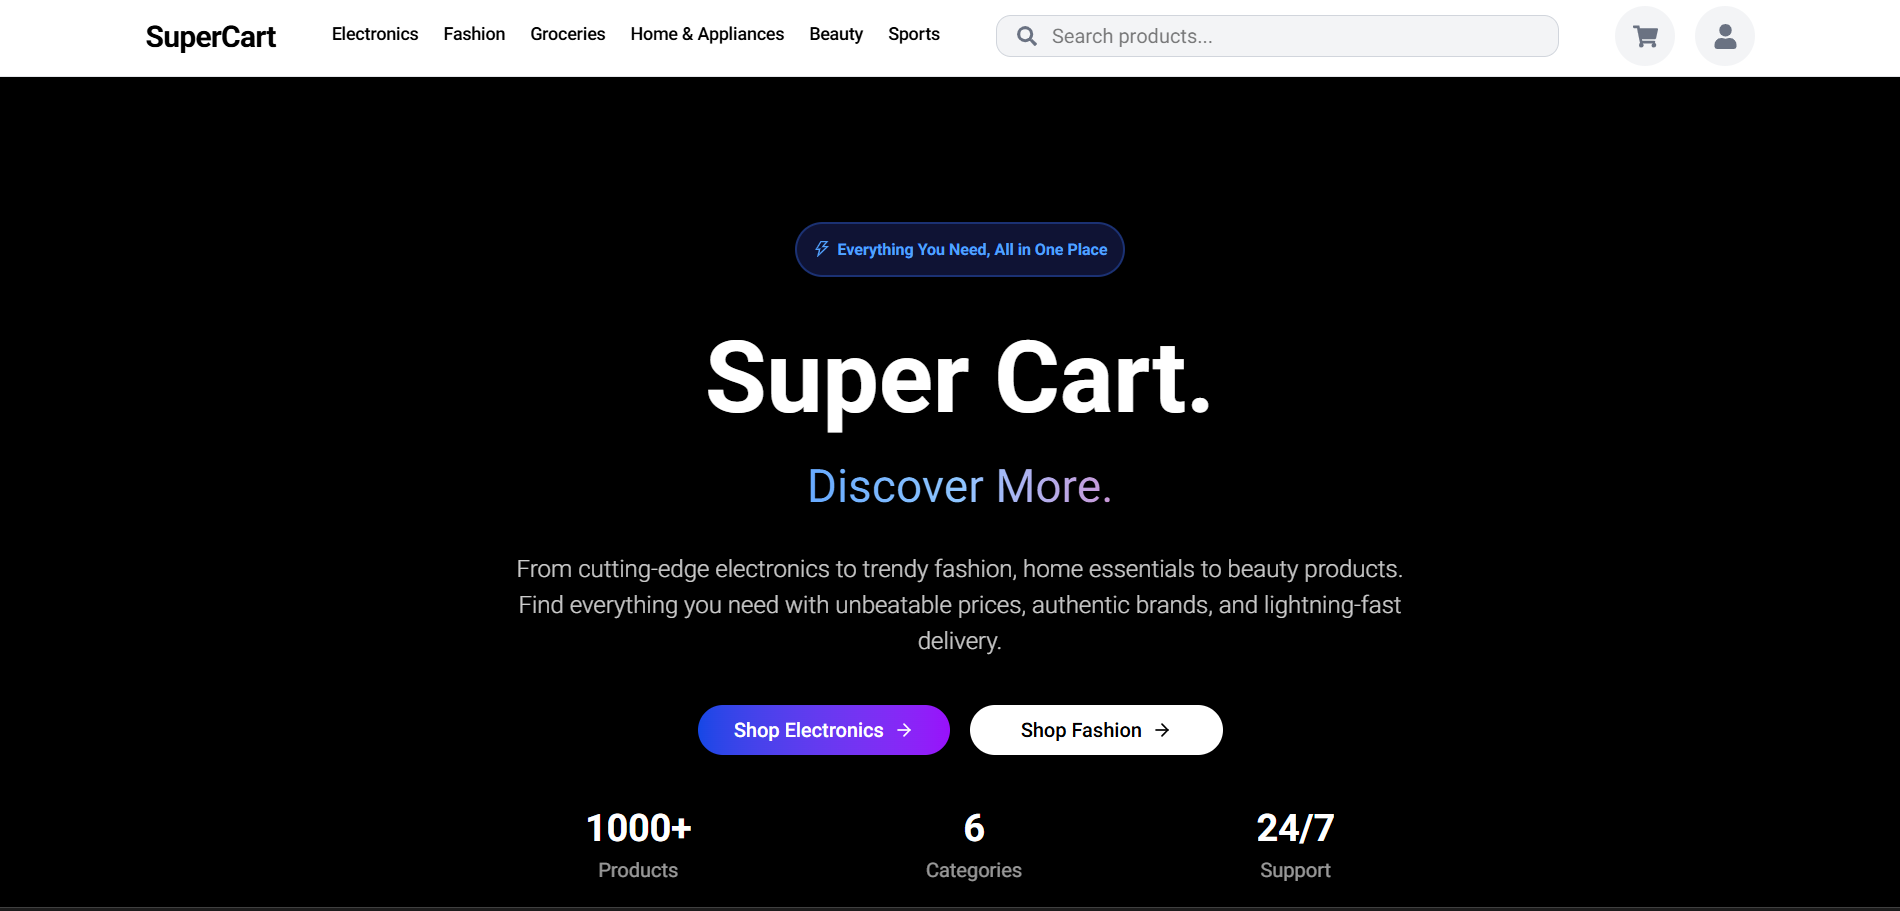 SuperCart
Electronics
Fashion
Groceries
Home & Appliances
Beauty
Sports
Search products...
Everything You Need, All in One Place
Super Cart.
Discover More.
From cutting-edge electronics to trendy fashion, home essentials to beauty products.
Find everything you need with unbeatable prices, authentic brands, and lightning-fast
delivery.
Shop Electronics →
Shop Fashion →
1000+
Products
6
Categories
24/7
Support